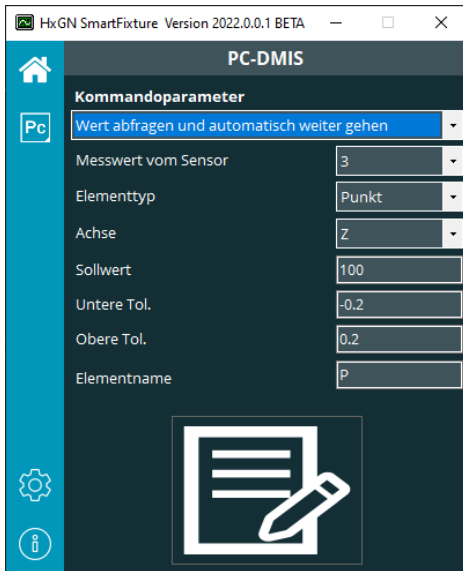 HxGN SmartFixture Version 2022.0.0.1 BETA
PC-DMIS
Kommandoparameter
Pc
Wert abfragen und automatisch weiter gehen
Messwert vom Sensor 3
Elementtyp Punkt
Achse Z
Sollwert 100
Untere Tol. -0.2
Obere Tol. 0.2
Elementname P